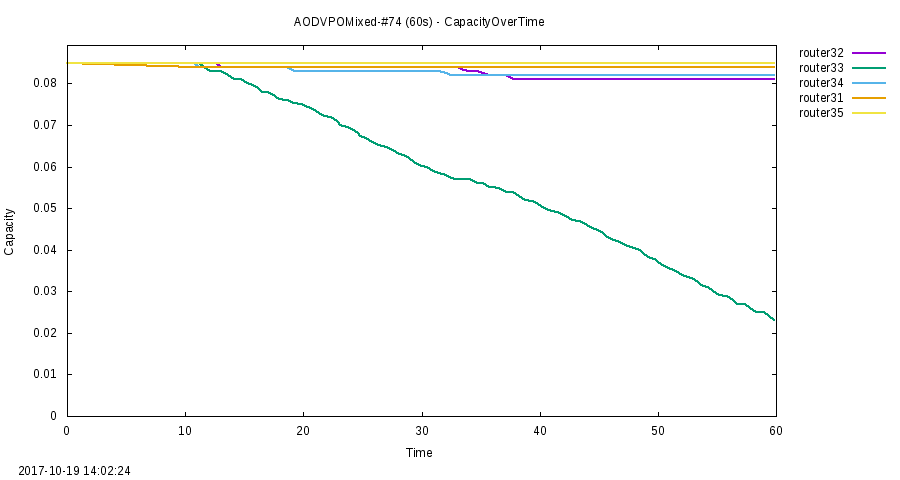 AODVPOMixed-#74 (60s) - CapacityOverTime
router32
router33
router34
router31
router35
0.08
0.07
0.06
0.05
0.04
0.03
0.02
0.01
0
Capacity
0 10 20 30 40 50 60
Time
2017-10-19 14:02:24